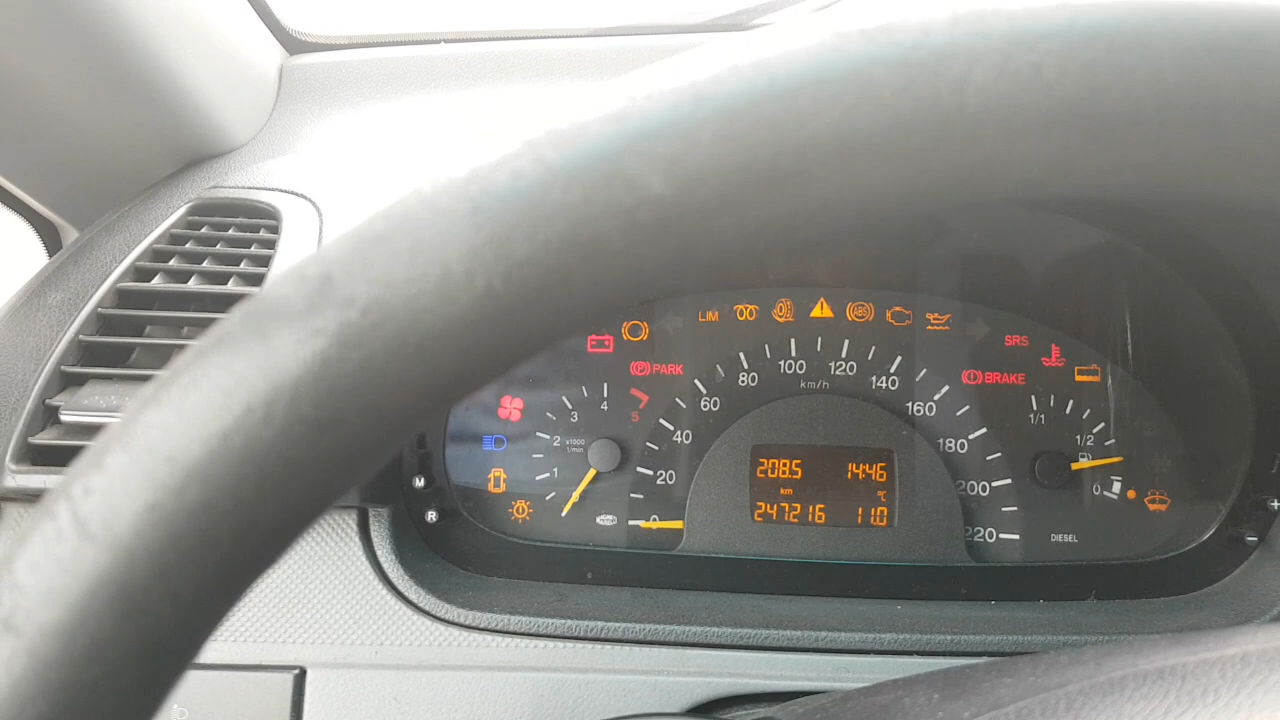 LIM
ABS
SRS
PARK
BRAKE
80 100 120 140
km/h
60
160
40
180
20
200
0
220
1 2 3 4 5
x1000
1/min
1/1
1/2
0
208.5 14:46
km °C
247216 11.0
DIESEL
M
R
+
-